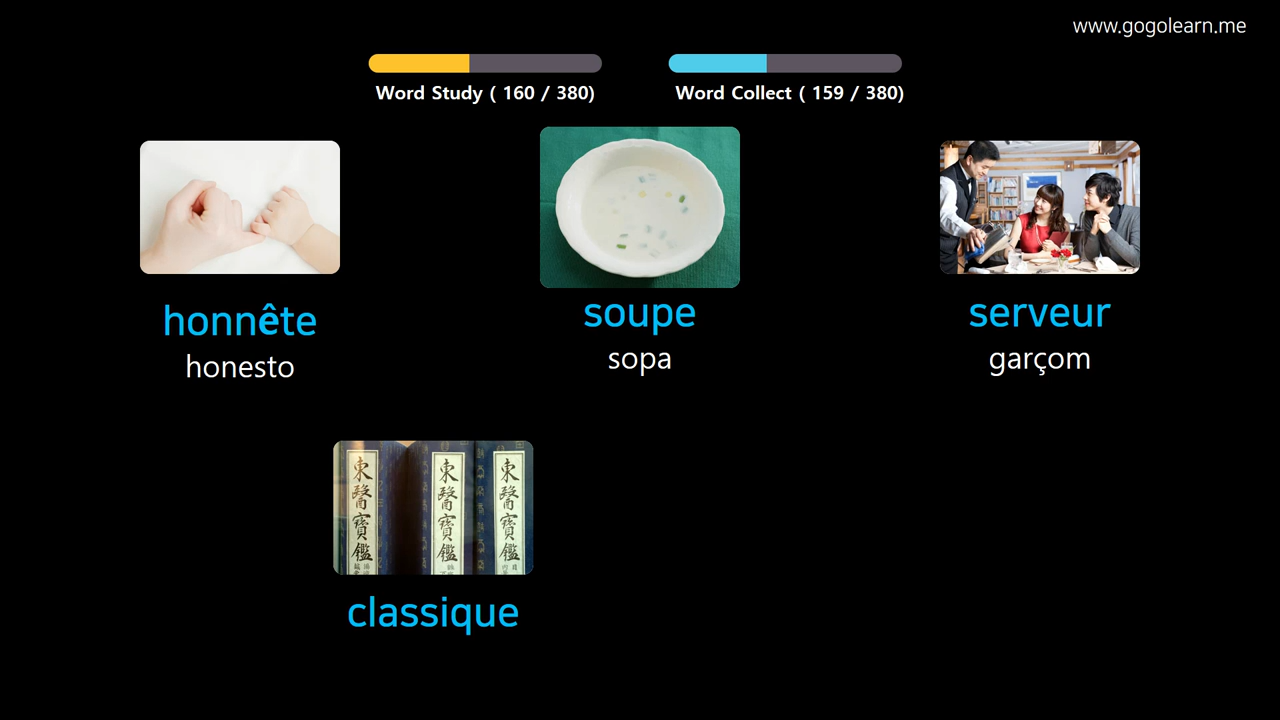 www.gogolearn.me
Word Study ( 160 / 380)
Word Collect ( 159 / 380)
honnête
honesto
soupe
sopa
serveur
garçom
東醫寶鑑
東醫寶鑑
東醫寶鑑
classique